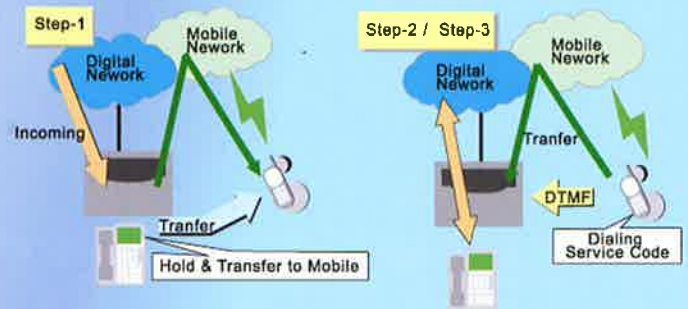 Step-1
Mobile
Nework
Digital
Nework
Incoming
Tranfer
Hold & Transfer to Mobile
Step-2 / Step-3
Mobile
Nework
Digital
Nework
Tranfer
DTMF
Dialing
Service Code